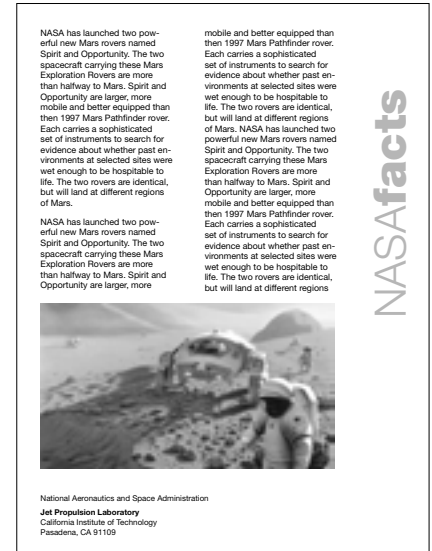 NASA has launched two pow-
erful new Mars rovers named
Spirit and Opportunity. The two
spacecraft carrying these Mars
Exploration Rovers are more
than halfway to Mars. Spirit and
Opportunity are larger, more
mobile and better equipped than
then 1997 Mars Pathfinder rover.
Each carries a sophisticated
set of instruments to search for
evidence about whether past en-
vironments at selected sites were
wet enough to be hospitable to
life. The two rovers are identical,
but will land at different regions
of Mars.
NASA has launched two pow-
erful new Mars rovers named
Spirit and Opportunity. The two
spacecraft carrying these Mars
Exploration Rovers are more
than halfway to Mars. Spirit and
Opportunity are larger, more
mobile and better equipped than
then 1997 Mars Pathfinder rover.
Each carries a sophisticated
set of instruments to search for
evidence about whether past en-
vironments at selected sites were
wet enough to be hospitable to
life. The two rovers are identical,
but will land at different regions
of Mars. NASA has launched two
powerful new Mars rovers named
Spirit and Opportunity. The two
spacecraft carrying these Mars
Exploration Rovers are more
than halfway to Mars. Spirit and
Opportunity are larger, more
mobile and better equipped than
then 1997 Mars Pathfinder rover.
Each carries a sophisticated
set of instruments to search for
evidence about whether past en-
vironments at selected sites were
wet enough to be hospitable to
life. The two rovers are identical,
but will land at different regions
NASAfacts
National Aeronautics and Space Administration
Jet Propulsion Laboratory
California Institute of Technology
Pasadena, CA 91109